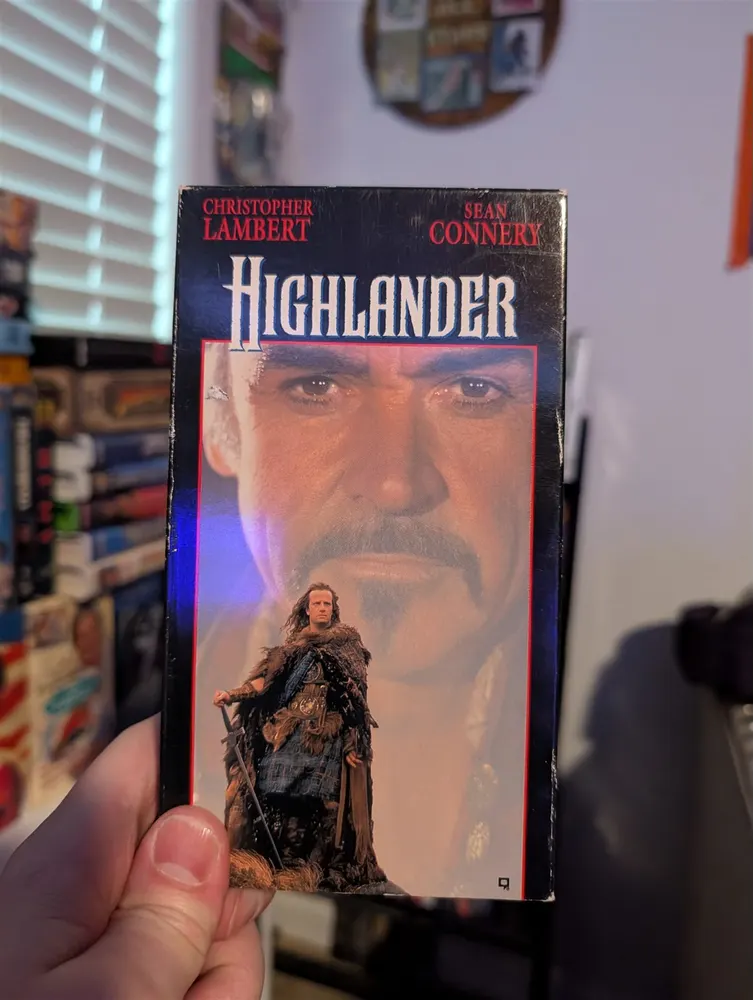 CHRISTOPHER
LAMBERT
SEAN
CONNERY
HIGHLANDER